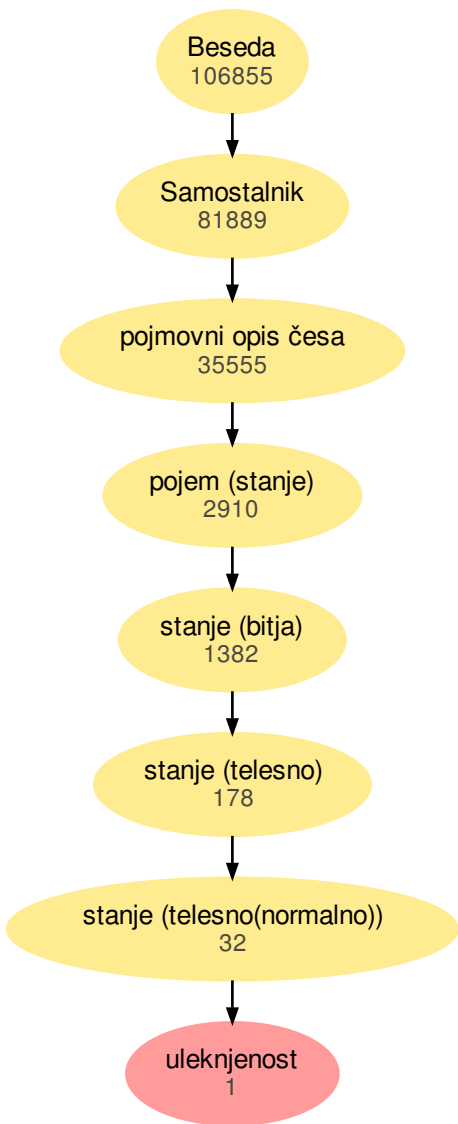 Beseda
106855
Samostalnik
81889
pojmovni opis česa
35555
pojem (stanje)
2910
stanje (bitja)
1382
stanje (telesno)
178
stanje (telesno(normalno))
32
uleknjenost
1